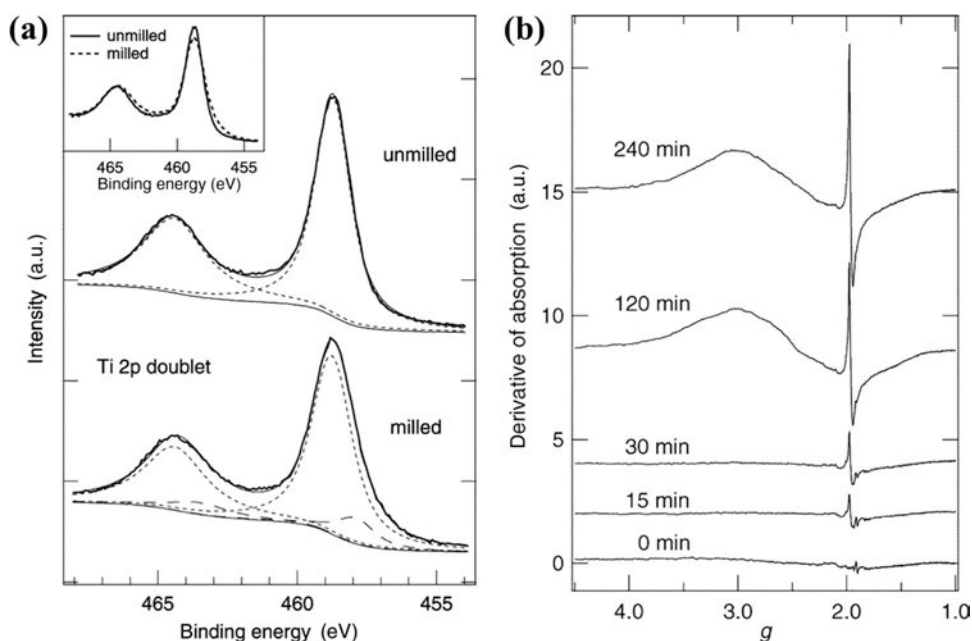 (a)
unmilled
milled
465 460 455
Binding energy (eV)
unmilled
Ti 2p doublet
milled
Intensity (a.u.)
465 460 455
Binding energy (eV)
(b)
20
15
10
5
0
240 min
120 min
30 min
15 min
0 min
Derivative of absorption (a.u.)
4.0 3.0 2.0 1.0
g